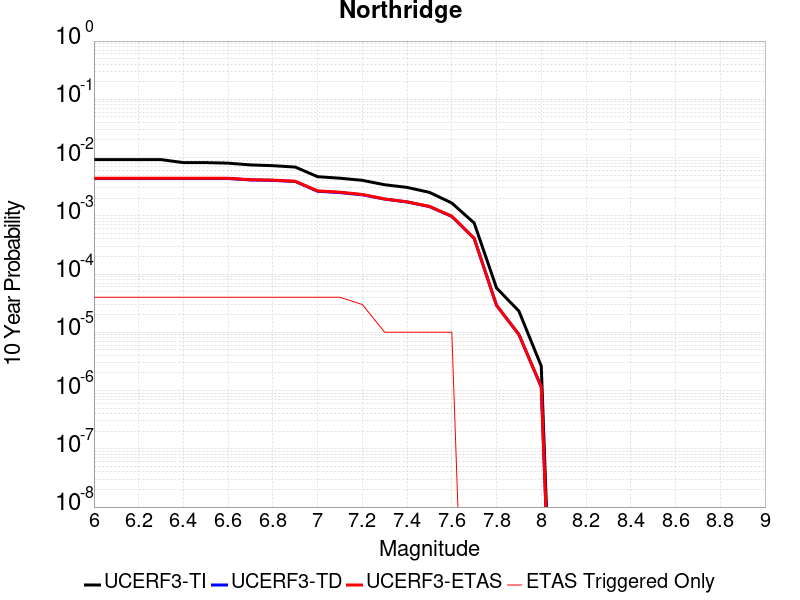 Northridge
10 Year Probability
10^0
10^-1
10^-2
10^-3
10^-4
10^-5
10^-6
10^-7
10^-8
6 6.2 6.4 6.6 6.8 7 7.2 7.4 7.6 7.8 8 8.2 8.4 8.6 8.8 9
Magnitude
UCERF3-TI UCERF3-TD UCERF3-ETAS ETAS Triggered Only